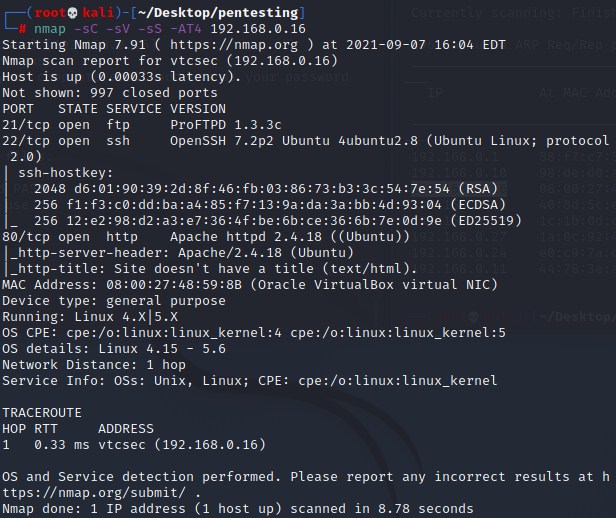 ┌──(root💀kali)-[~/Desktop/pentesting]
└─# nmap -sC -sV -sS -AT4 192.168.0.16
Starting Nmap 7.91 ( https://nmap.org ) at 2021-09-07 16:04 EDT
Nmap scan report for vtcsec (192.168.0.16)
Host is up (0.00033s latency).
Not shown: 997 closed ports
PORT   STATE SERVICE VERSION
21/tcp open  ftp     ProFTPD 1.3.3c
22/tcp open  ssh     OpenSSH 7.2p2 Ubuntu 4ubuntu2.8 (Ubuntu Linux; protocol
 2.0)
| ssh-hostkey:
|   2048 d6:01:90:39:2d:8f:46:fb:03:86:73:b3:3c:54:7e:54 (RSA)
|   256 f1:f3:c0:dd:ba:a4:85:f7:13:9a:da:3a:bb:4d:93:04 (ECDSA)
|_  256 12:e2:98:d2:a3:e7:36:4f:be:6b:ce:36:6b:7e:0d:9e (ED25519)
80/tcp open  http    Apache httpd 2.4.18 ((Ubuntu))
|_http-server-header: Apache/2.4.18 (Ubuntu)
|_http-title: Site doesn't have a title (text/html).
MAC Address: 08:00:27:48:59:8B (Oracle VirtualBox virtual NIC)
Device type: general purpose
Running: Linux 4.X|5.X
OS CPE: cpe:/o:linux:linux_kernel:4 cpe:/o:linux:linux_kernel:5
OS details: Linux 4.15 - 5.6
Network Distance: 1 hop
Service Info: OSs: Unix, Linux; CPE: cpe:/o:linux:linux_kernel

TRACEROUTE
HOP RTT     ADDRESS
1   0.33 ms vtcsec (192.168.0.16)

OS and Service detection performed. Please report any incorrect results at h
ttps://nmap.org/submit/ .
Nmap done: 1 IP address (1 host up) scanned in 8.78 seconds